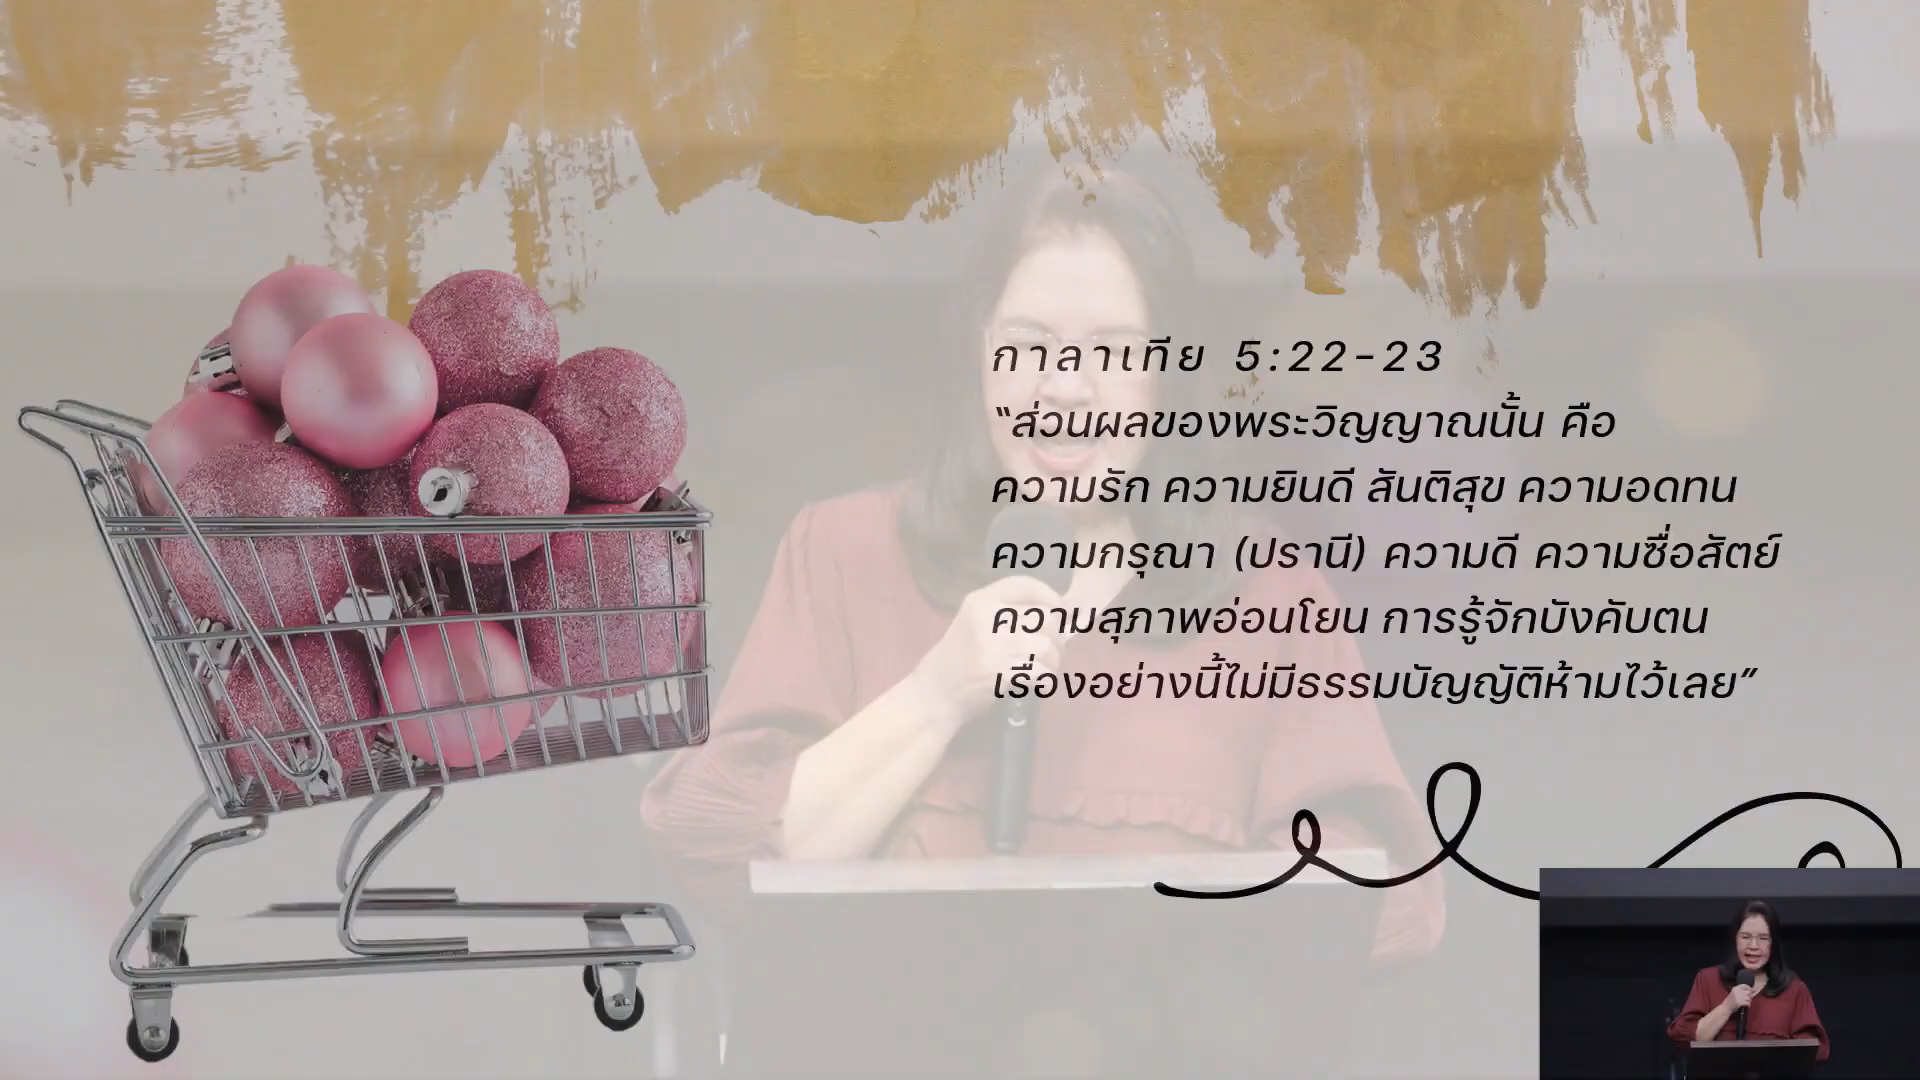 กาลาเทีย 5:22-23
“ส่วนผลของพระวิญญาณนั้น คือ
ความรัก ความยินดี สันติสุข ความอดทน
ความกรุณา (ปรานี) ความดี ความซื่อสัตย์
ความสุภาพอ่อนโยน การรู้จักบังคับตน
เรื่องอย่างนี้ไม่มีธรรมบัญญัติห้ามไว้เลย”